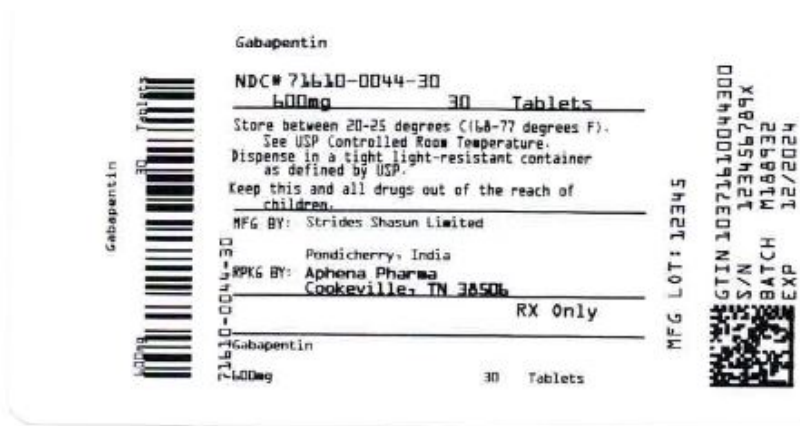 Gabapentin
NDC# 71610-0044-30
600mg 30 Tablets
Store between 20-25 degrees C(68-77 degrees F).
See USP Controlled Room Temperature.
Dispense in a tight light-resistant container
as defined by USP.
Keep this and all drugs out of the reach of
children.
MFG BY: Strides Shasun Limited
Pondicherry, India
RPKG BY: Aphena Pharma
Cookeville, TN 38506
RX Only
Gabapentin
600mg 30 Tablets
Gabapentin
600mg 30 Tablets
71610-0044-30
MFG LOT: 12345
GTIN 10371610044300
S/N 123456789X
BATCH M188932
EXP 12/2024